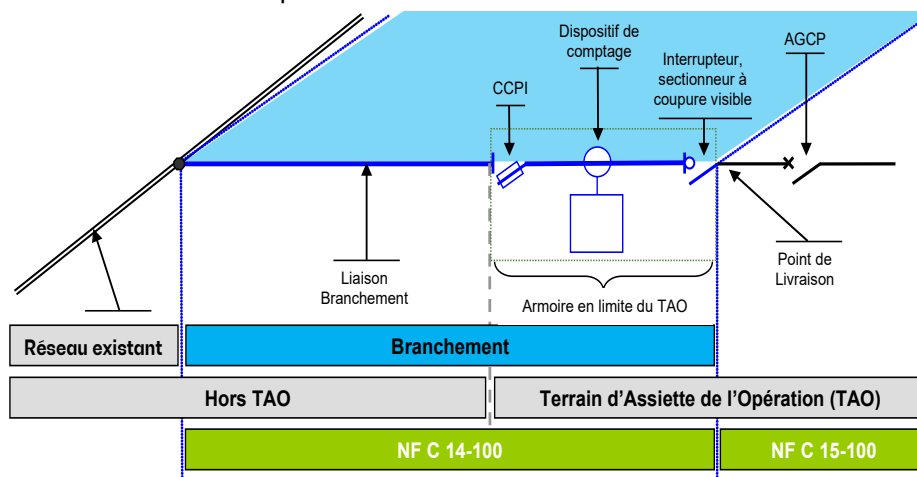 Dispositif de
comptage
AGCP
Interrupteur,
sectionneur à
coupure visible
CCPI
Liaison
Branchement
Point de
Livraison
Armoire en limite du TAO
Réseau existant
Branchement
Hors TAO
Terrain d'Assiette de l'Opération (TAO)
NF C 14-100
NF C 15-100